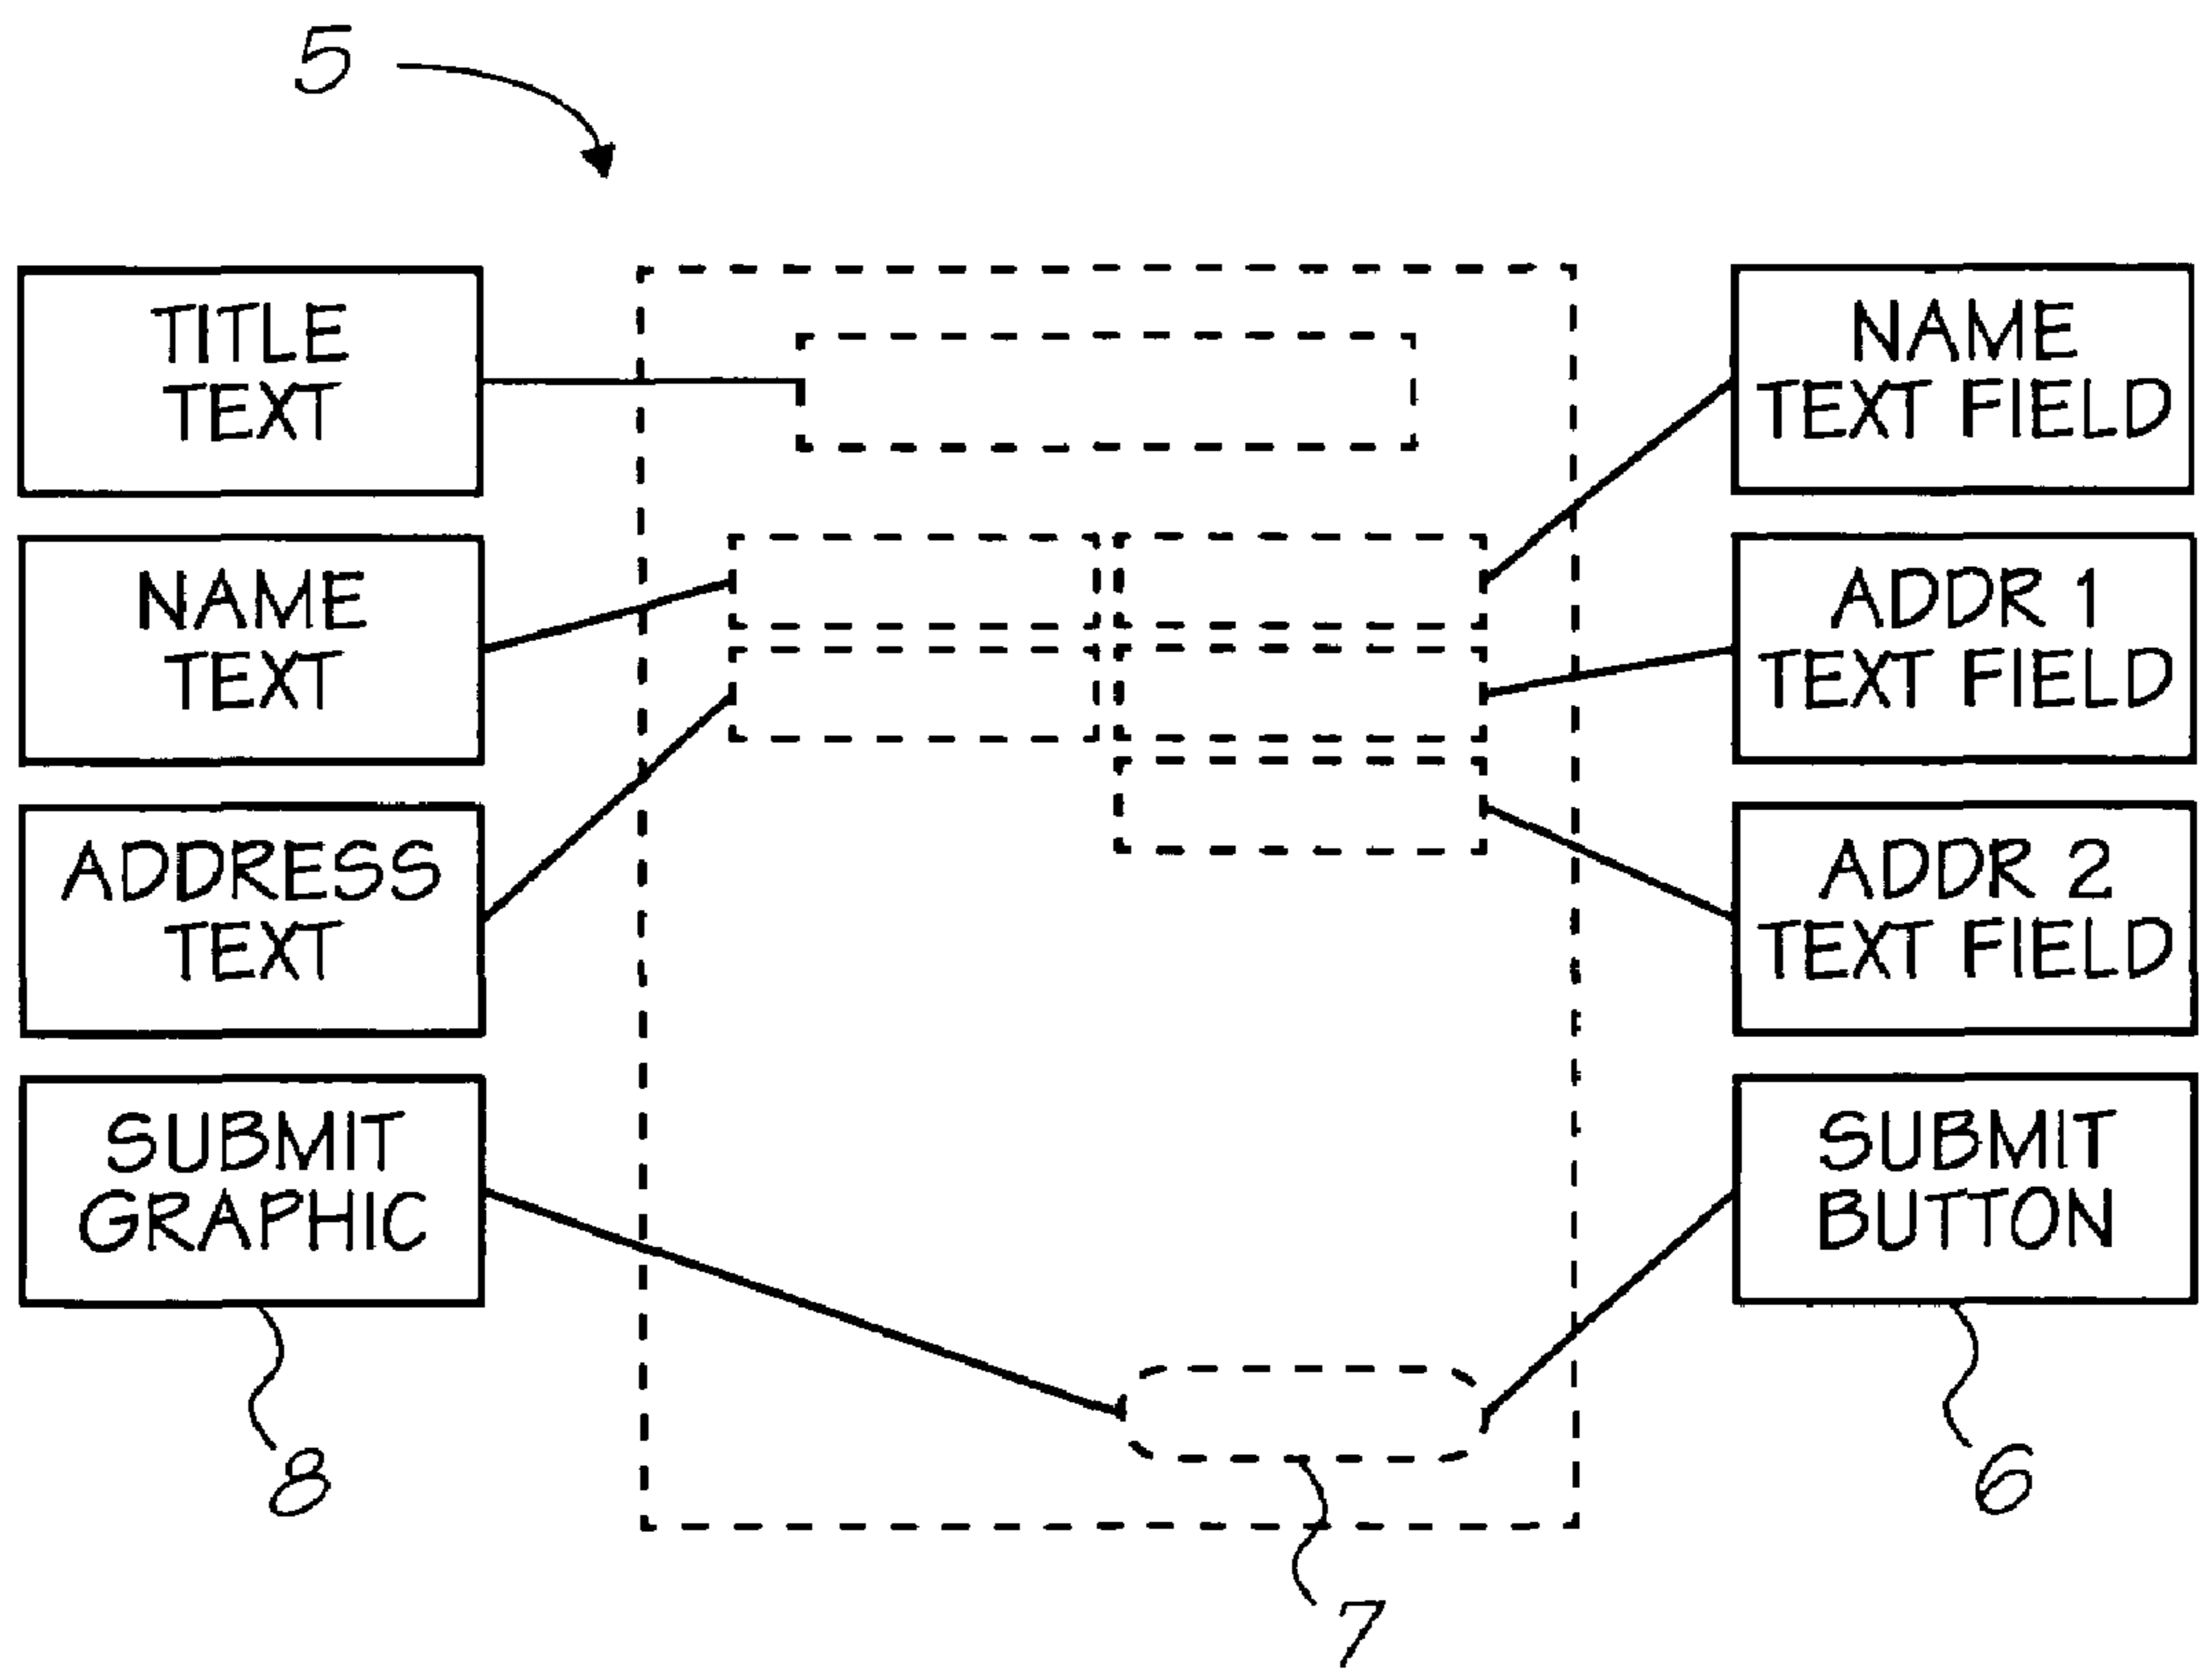 5
TITLE
TEXT
NAME
TEXT
ADDRESS
TEXT
SUBMIT
GRAPHIC
8
NAME
TEXT FIELD
ADDR 1
TEXT FIELD
ADDR 2
TEXT FIELD
SUBMIT
BUTTON
6
7